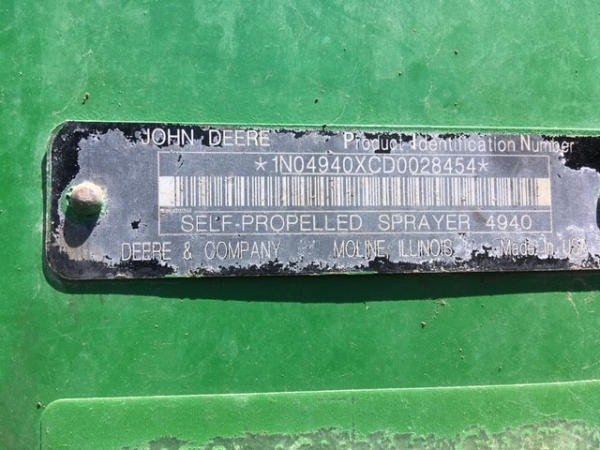 JOHN DEERE Product Identification Number
*1N04940XCD0028454*
SELF-PROPELLED SPRAYER 4940
DEERE & COMPANY MOLINE, ILLINOIS Made In USA